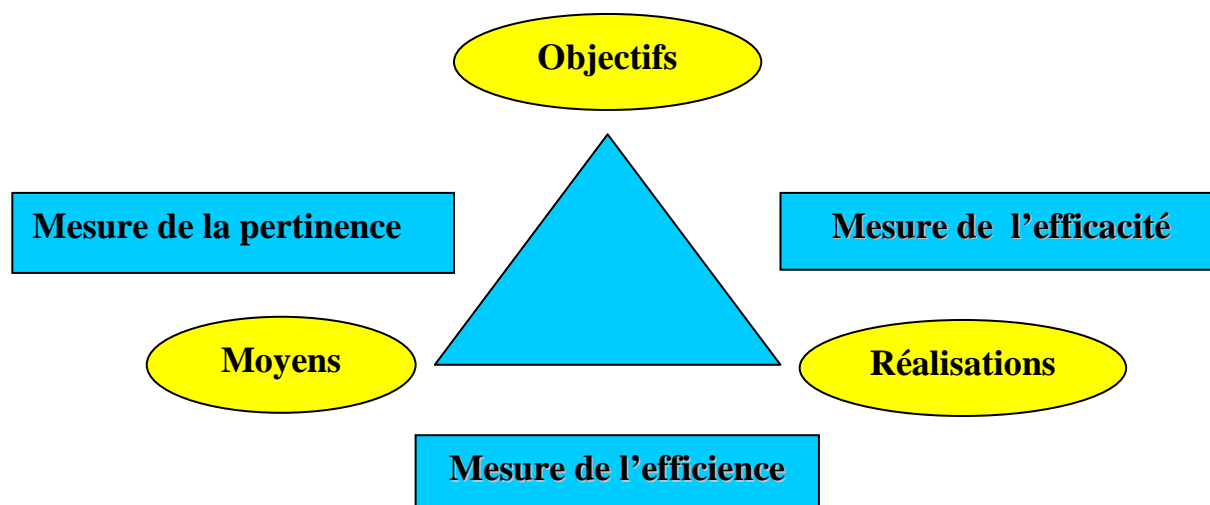 Objectifs
Mesure de la pertinence
Mesure de  l’efficacité
Moyens
Réalisations
Mesure de l’efficience